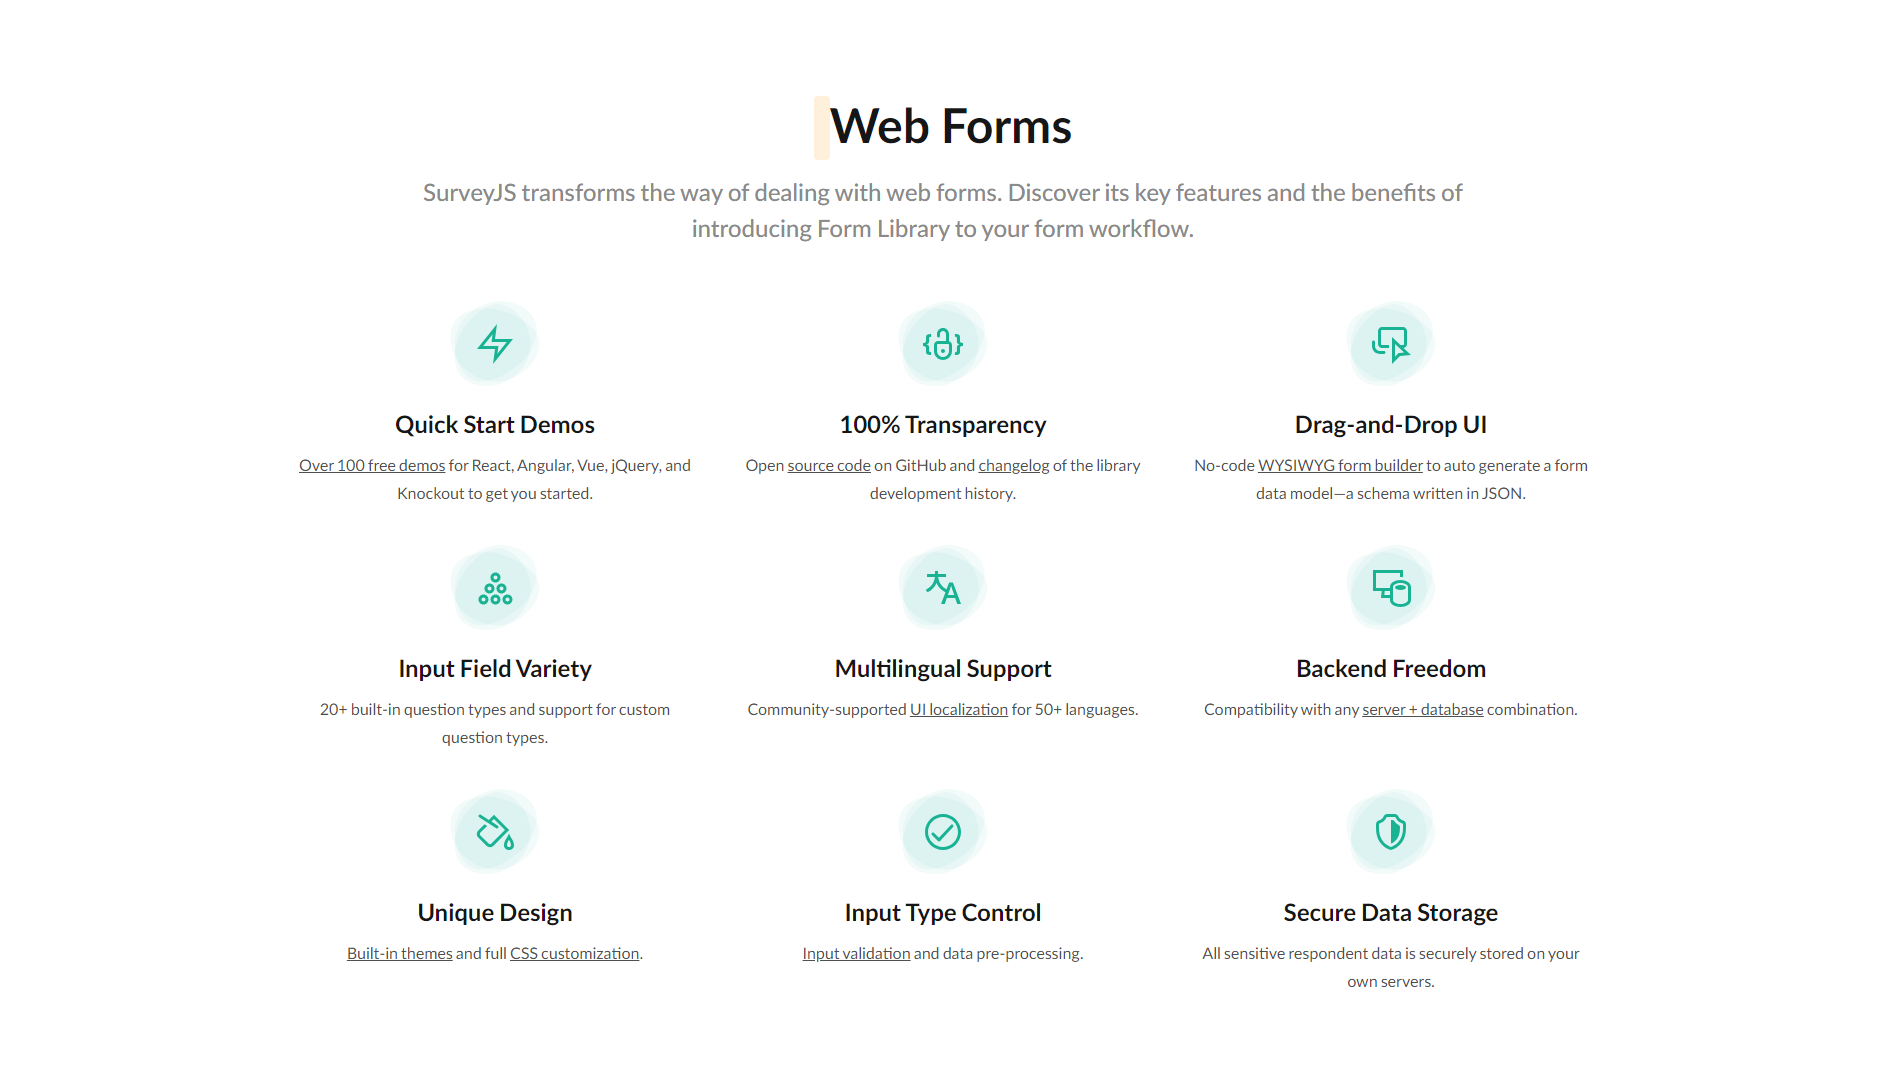 Web Forms
SurveyJS transforms the way of dealing with web forms. Discover its key features and the benefits of
introducing Form Library to your form workflow.
Quick Start Demos
Over 100 free demos for React, Angular, Vue, jQuery, and
Knockout to get you started.
100% Transparency
Open source code on GitHub and changelog of the library
development history.
Drag-and-Drop UI
No-code WYSIWYG form builder to auto generate a form
data model—a schema written in JSON.
Input Field Variety
20+ built-in question types and support for custom
question types.
Multilingual Support
Community-supported UI localization for 50+ languages.
Backend Freedom
Compatibility with any server + database combination.
Unique Design
Built-in themes and full CSS customization.
Input Type Control
Input validation and data pre-processing.
Secure Data Storage
All sensitive respondent data is securely stored on your
own servers.